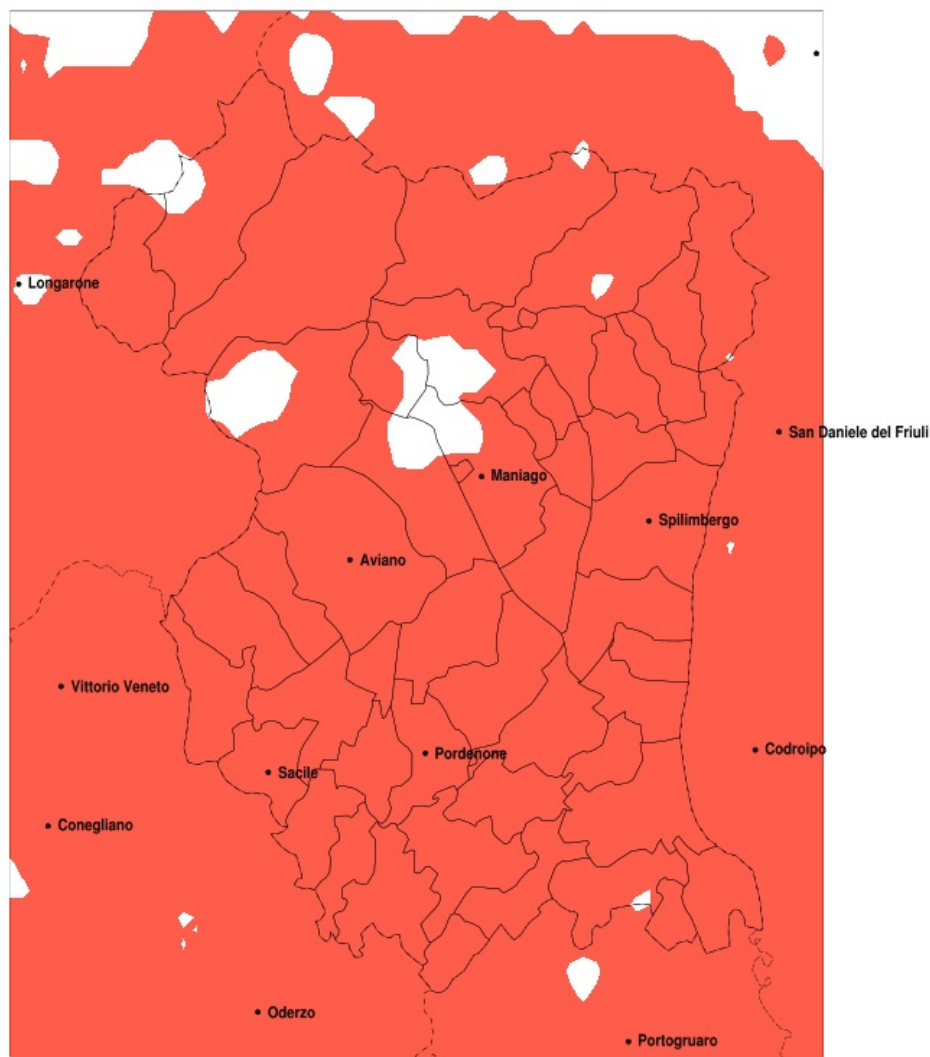 Longarone
San Daniele del Friuli
Maniago
Spilimbergo
Aviano
Vittorio Veneto
Codroipo
Pordenone
Sacile
Conegliano
Oderzo
Portogruaro